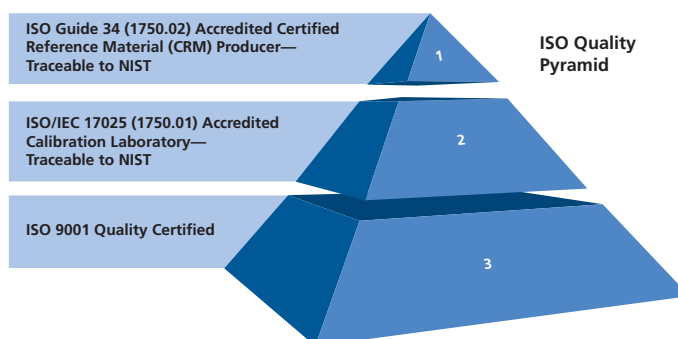 ISO Guide 34 (1750.02) Accredited Certified
Reference Material (CRM) Producer—
Traceable to NIST
1
ISO Quality
Pyramid
ISO/IEC 17025 (1750.01) Accredited
Calibration Laboratory—
Traceable to NIST
2
ISO 9001 Quality Certified
3